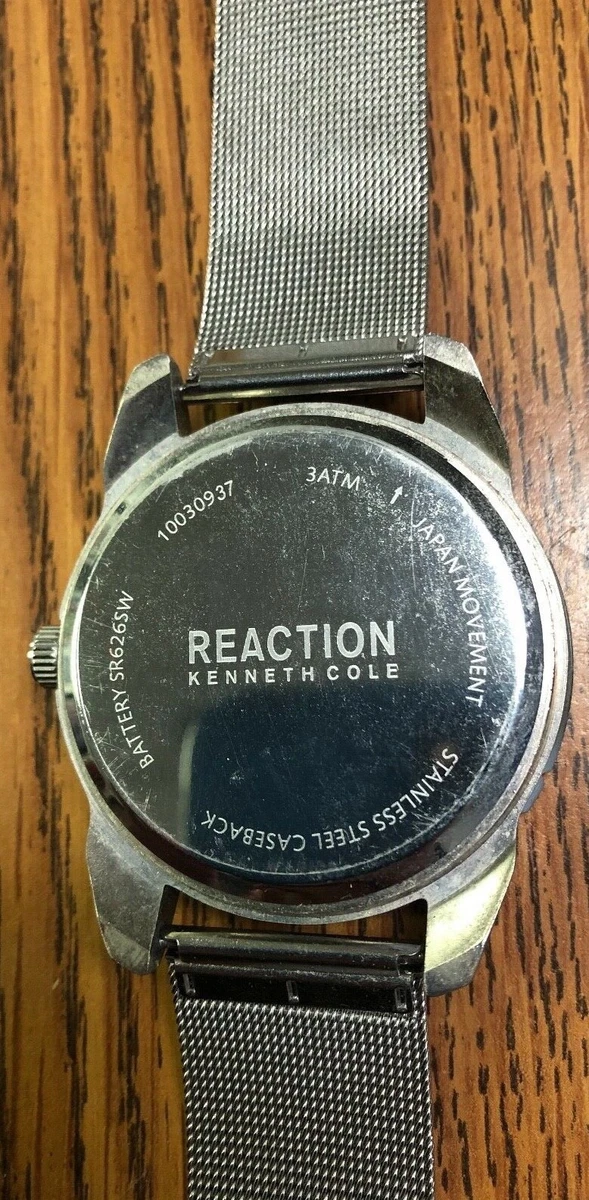 10030937
3ATM ↑
JAPAN MOVEMENT
STAINLESS STEEL CASEBACK
BATTERY SR626SW
REACTION
KENNETH COLE